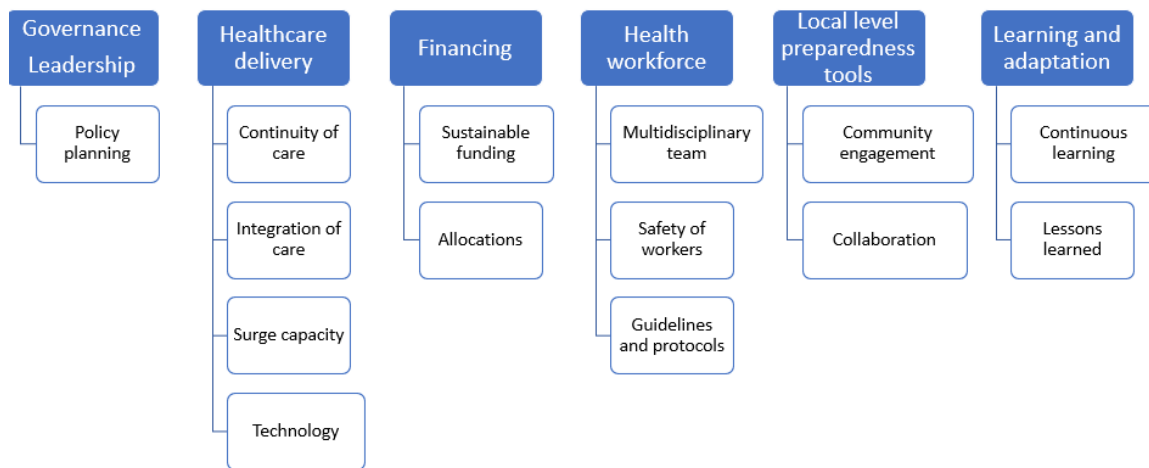 Governance
Leadership
Policy
planning
Healthcare
delivery
Continuity of
care
Integration of
care
Surge capacity
Technology
Financing
Sustainable
funding
Allocations
Health
workforce
Multidisciplinary
team
Safety of
workers
Guidelines
and protocols
Local level
preparedness
tools
Community
engagement
Collaboration
Learning and
adaptation
Continuous
learning
Lessons
learned